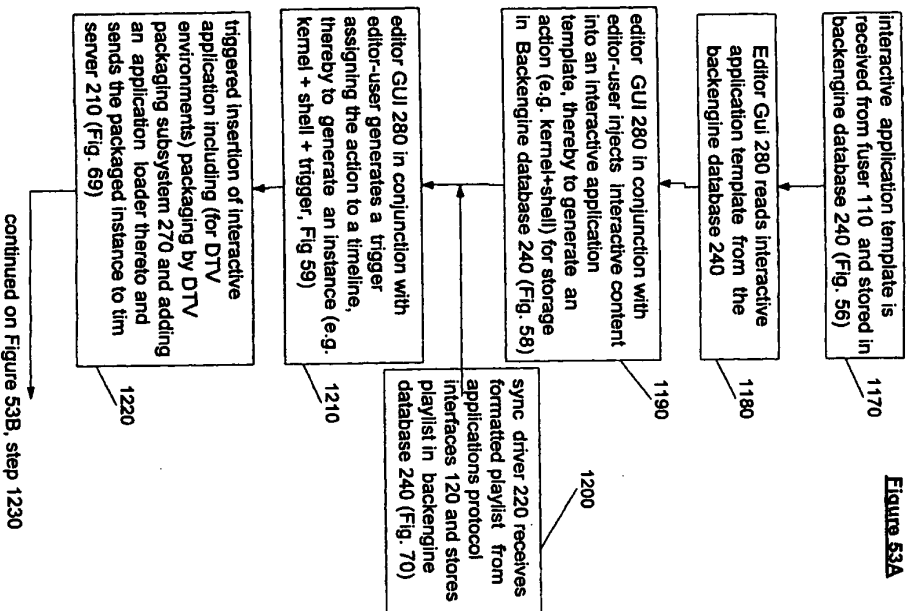 Figure 53A
interactive application template is
received from fuser 110 and stored in
backengine database 240 (Fig. 56)
1170
Editor Gui 280 reads interactive
application template from the
backengine database 240
1180
editor GUI 280 in conjunction with
editor-user injects interactive content
into an interactive application
template, thereby to generate an
action (e.g. kernel+shell) for storage
in Backengine database 240 (Fig. 58)
1190
sync driver 220 receives
formatted playlist from
applications protocol
interfaces 120 and stores
playlist in backengine
database 240 (Fig. 70)
1200
editor GUI 280 in conjunction with
editor-user generates a trigger
assigning the action to a timeline,
thereby to generate an instance (e.g.
kernel + shell + trigger, Fig 59)
1210
triggered insertion of interactive
application including (for DTV
environments) packaging by DTV
packaging subsystem 270 and adding
an application loader thereto and
sends the packaged instance to tim
server 210 (Fig. 69)
1220
continued on Figure 53B, step 1230